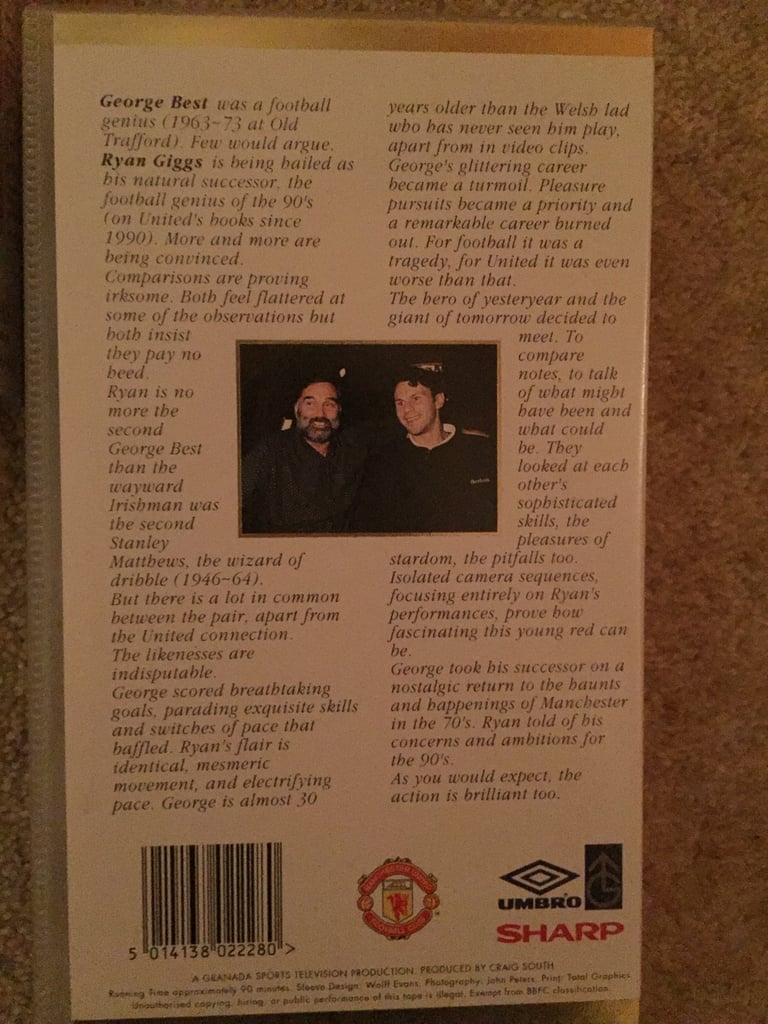 George Best was a football
genius (1963~73 at Old
Trafford). Few would argue.
Ryan Giggs is being hailed as
his natural successor, the
football genius of the 90's
(on United's books since
1990). More and more are
being convinced.
Comparisons are proving
irksome. Both feel flattered at
some of the observations but
both insist
they pay no
heed.
Ryan is no
more the
second
George Best
than the
wayward
Irishman was
the second
Stanley
Matthews, the wizard of
dribble (1946~64).
But there is a lot in common
between the pair, apart from
the United connection.
The likenesses are
indisputable.
George scored breathtaking
goals, parading exquisite skills
and switches of pace that
baffled. Ryan's flair is
identical, mesmeric
movement, and electrifying
pace. George is almost 30
years older than the Welsh lad
who has never seen him play,
apart from in video clips.
George's glittering career
became a turmoil. Pleasure
pursuits became a priority and
a remarkable career burned
out. For football it was a
tragedy, for United it was even
worse than that.
The hero of yesteryear and the
giant of tomorrow decided to
meet. To
compare
notes, to talk
of what might
have been and
what could
be. They
looked at each
other's
sophisticated
skills, the
pleasures of
stardom, the pitfalls too.
Isolated camera sequences,
focusing entirely on Ryan's
performances, prove how
fascinating this young red can
be.
George took his successor on a
nostalgic return to the haunts
and happenings of Manchester
in the 70's. Ryan told of his
concerns and ambitions for
the 90's.
As you would expect, the
action is brilliant too.
Reebok
5 014138 022280 >
MANCHESTER UNITED
FOOTBALL CLUB
UMBRO
SHARP
A GRANADA SPORTS TELEVISION PRODUCTION. PRODUCED BY CRAIG SOUTH
Running Time approximately 90 minutes. Sleeve Design: Wolff Evans. Photography: John Peters. Print: Total Graphics
Unauthorised copying, hiring, or public performance of this tape is illegal. Exempt from BBFC classification.